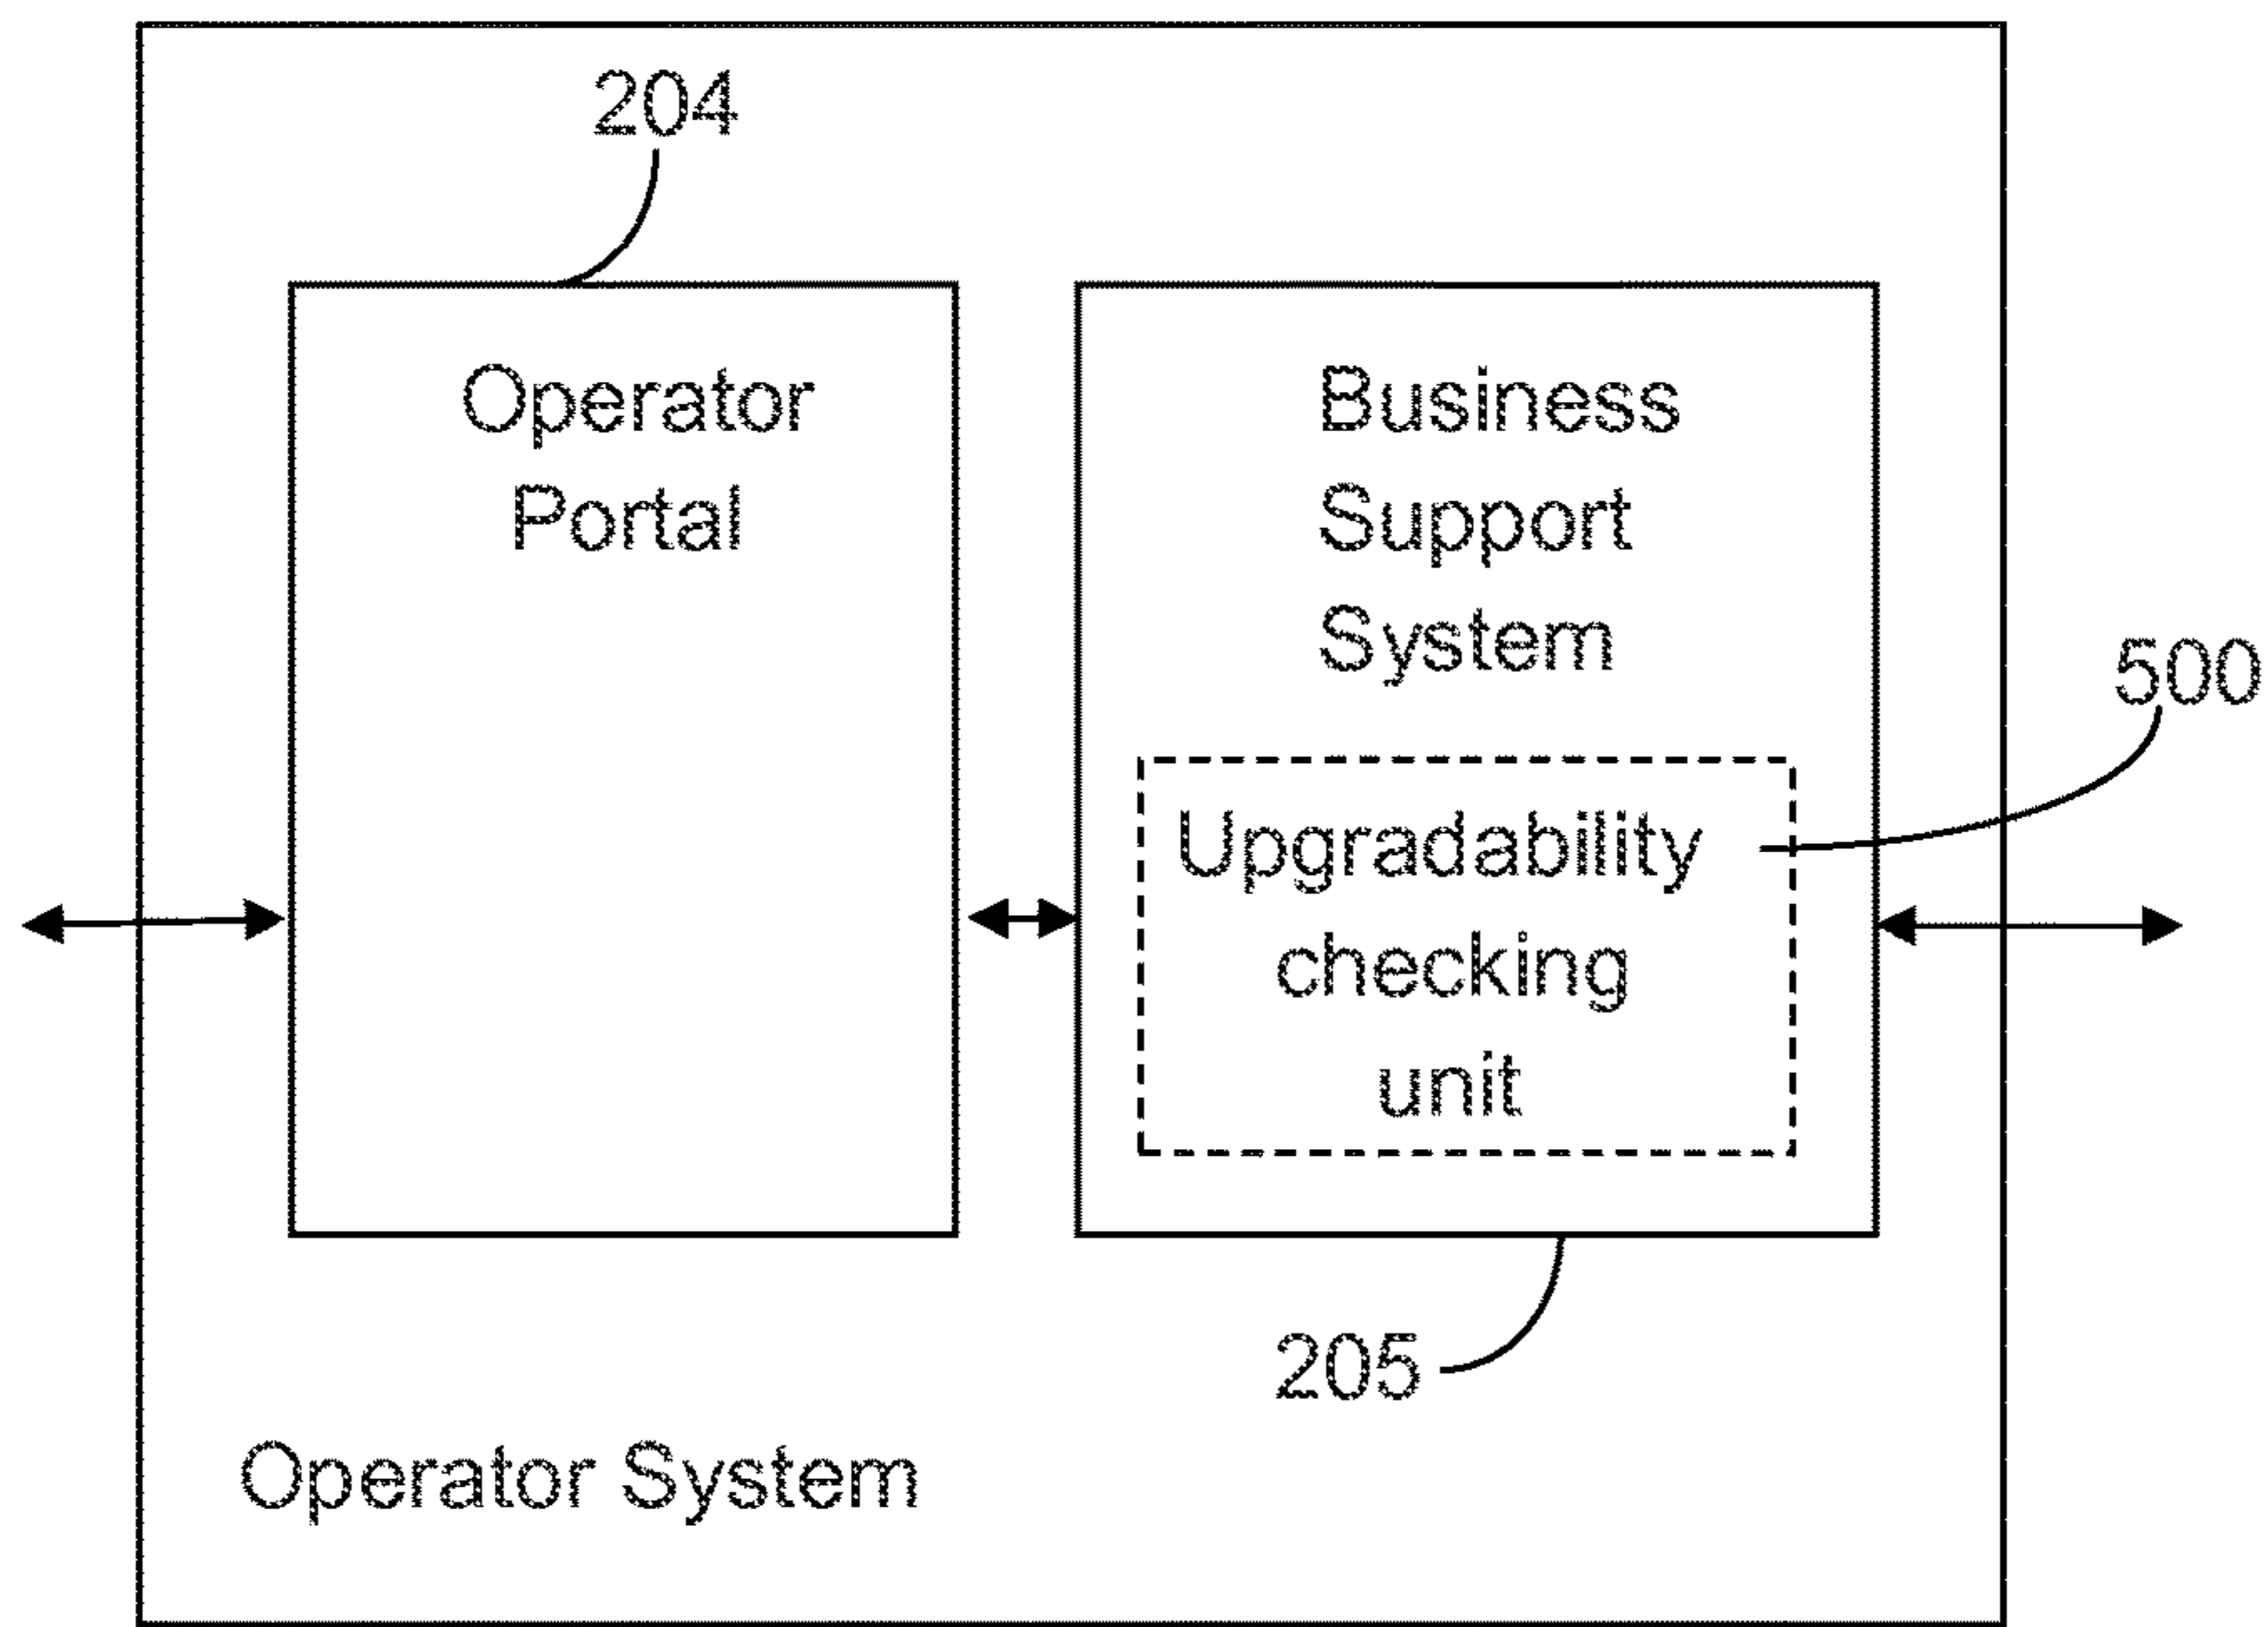 204
Operator
Portal
Business
Support
System
500
Upgradability
checking
unit
205
Operator System